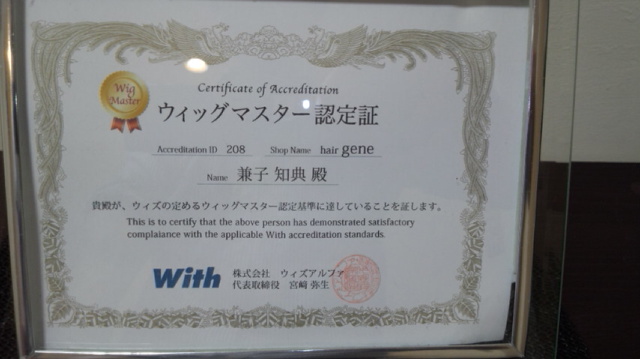 Certificate of Accreditation
Wig
Master
ウィッグマスター認定証
Accreditation ID 208 Shop Name hair gene
Name 兼子 知典 殿
貴殿が、ウィズの定めるウィッグマスター認定基準に達していることを証します。
This is to certify that the above person has demonstrated satisfactory
complaiance with the applicable With accreditation standards.
With 株式会社 ウィズアルファ
代表取締役 宮崎 弥生